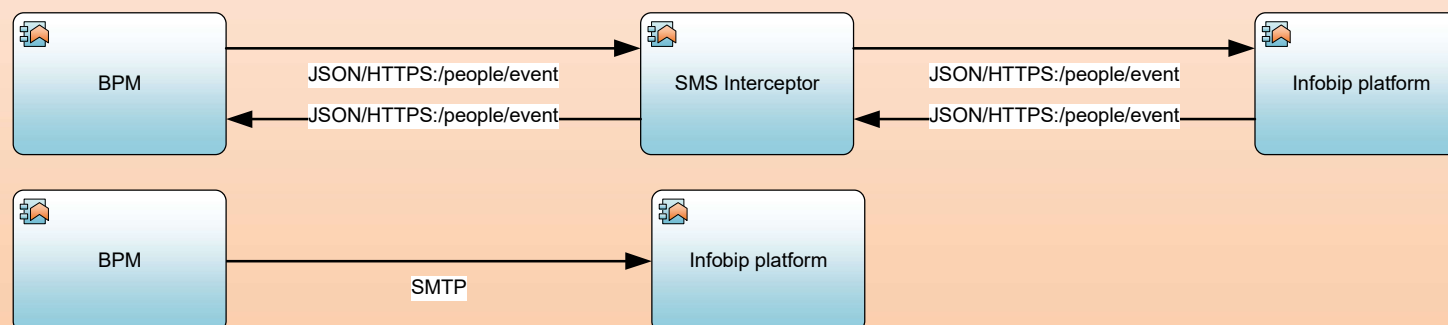 BPM
JSON/HTTPS:/people/event
JSON/HTTPS:/people/event
SMS Interceptor
JSON/HTTPS:/people/event
JSON/HTTPS:/people/event
Infobip platform
BPM
SMTP
Infobip platform